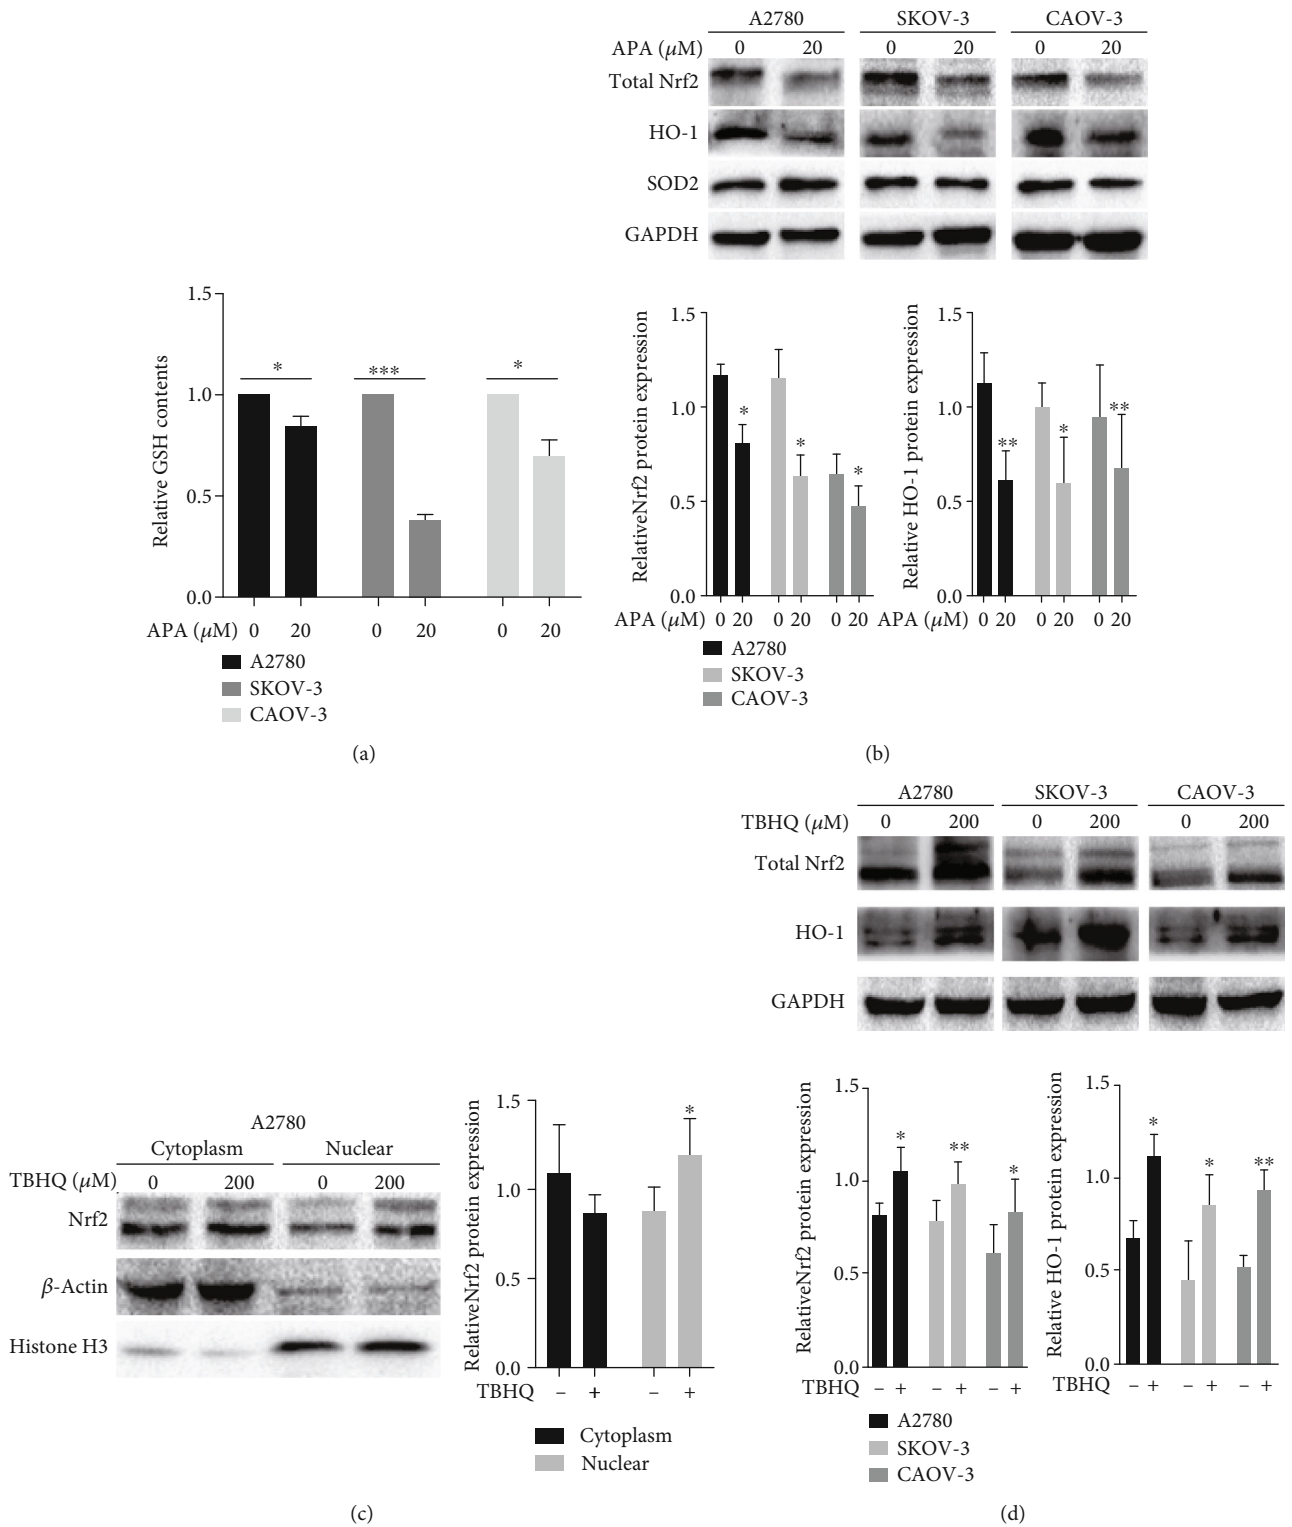 1.5
1.0
0.5
0.0
Relative GSH contents
*
***
*
APA (μM) 0 20 0 20 0 20
A2780
SKOV-3
CAOV-3
(a)
A2780 SKOV-3 CAOV-3
APA (μM) 0 20 0 20 0 20
Total Nrf2
HO-1
SOD2
GAPDH
1.5
1.0
0.5
0.0
RelativeNrf2 protein expression
*
*
*
APA (μM) 0 20 0 20 0 20
1.5
1.0
0.5
0.0
Relative HO-1 protein expression
**
*
**
APA (μM) 0 20 0 20 0 20
A2780
SKOV-3
CAOV-3
(b)
A2780
Cytoplasm Nuclear
TBHQ (μM) 0 200 0 200
Nrf2
β-Actin
Histone H3
1.5
1.0
0.5
0.0
RelativeNrf2 protein expression
*
TBHQ – + – +
Cytoplasm
Nuclear
(c)
A2780 SKOV-3 CAOV-3
TBHQ (μM) 0 200 0 200 0 200
Total Nrf2
HO-1
GAPDH
1.5
1.0
0.5
0.0
RelativeNrf2 protein expression
*
**
*
TBHQ – + – + – +
1.5
1.0
0.5
0.0
Relative HO-1 protein expression
*
*
**
TBHQ – + – + – +
A2780
SKOV-3
CAOV-3
(d)